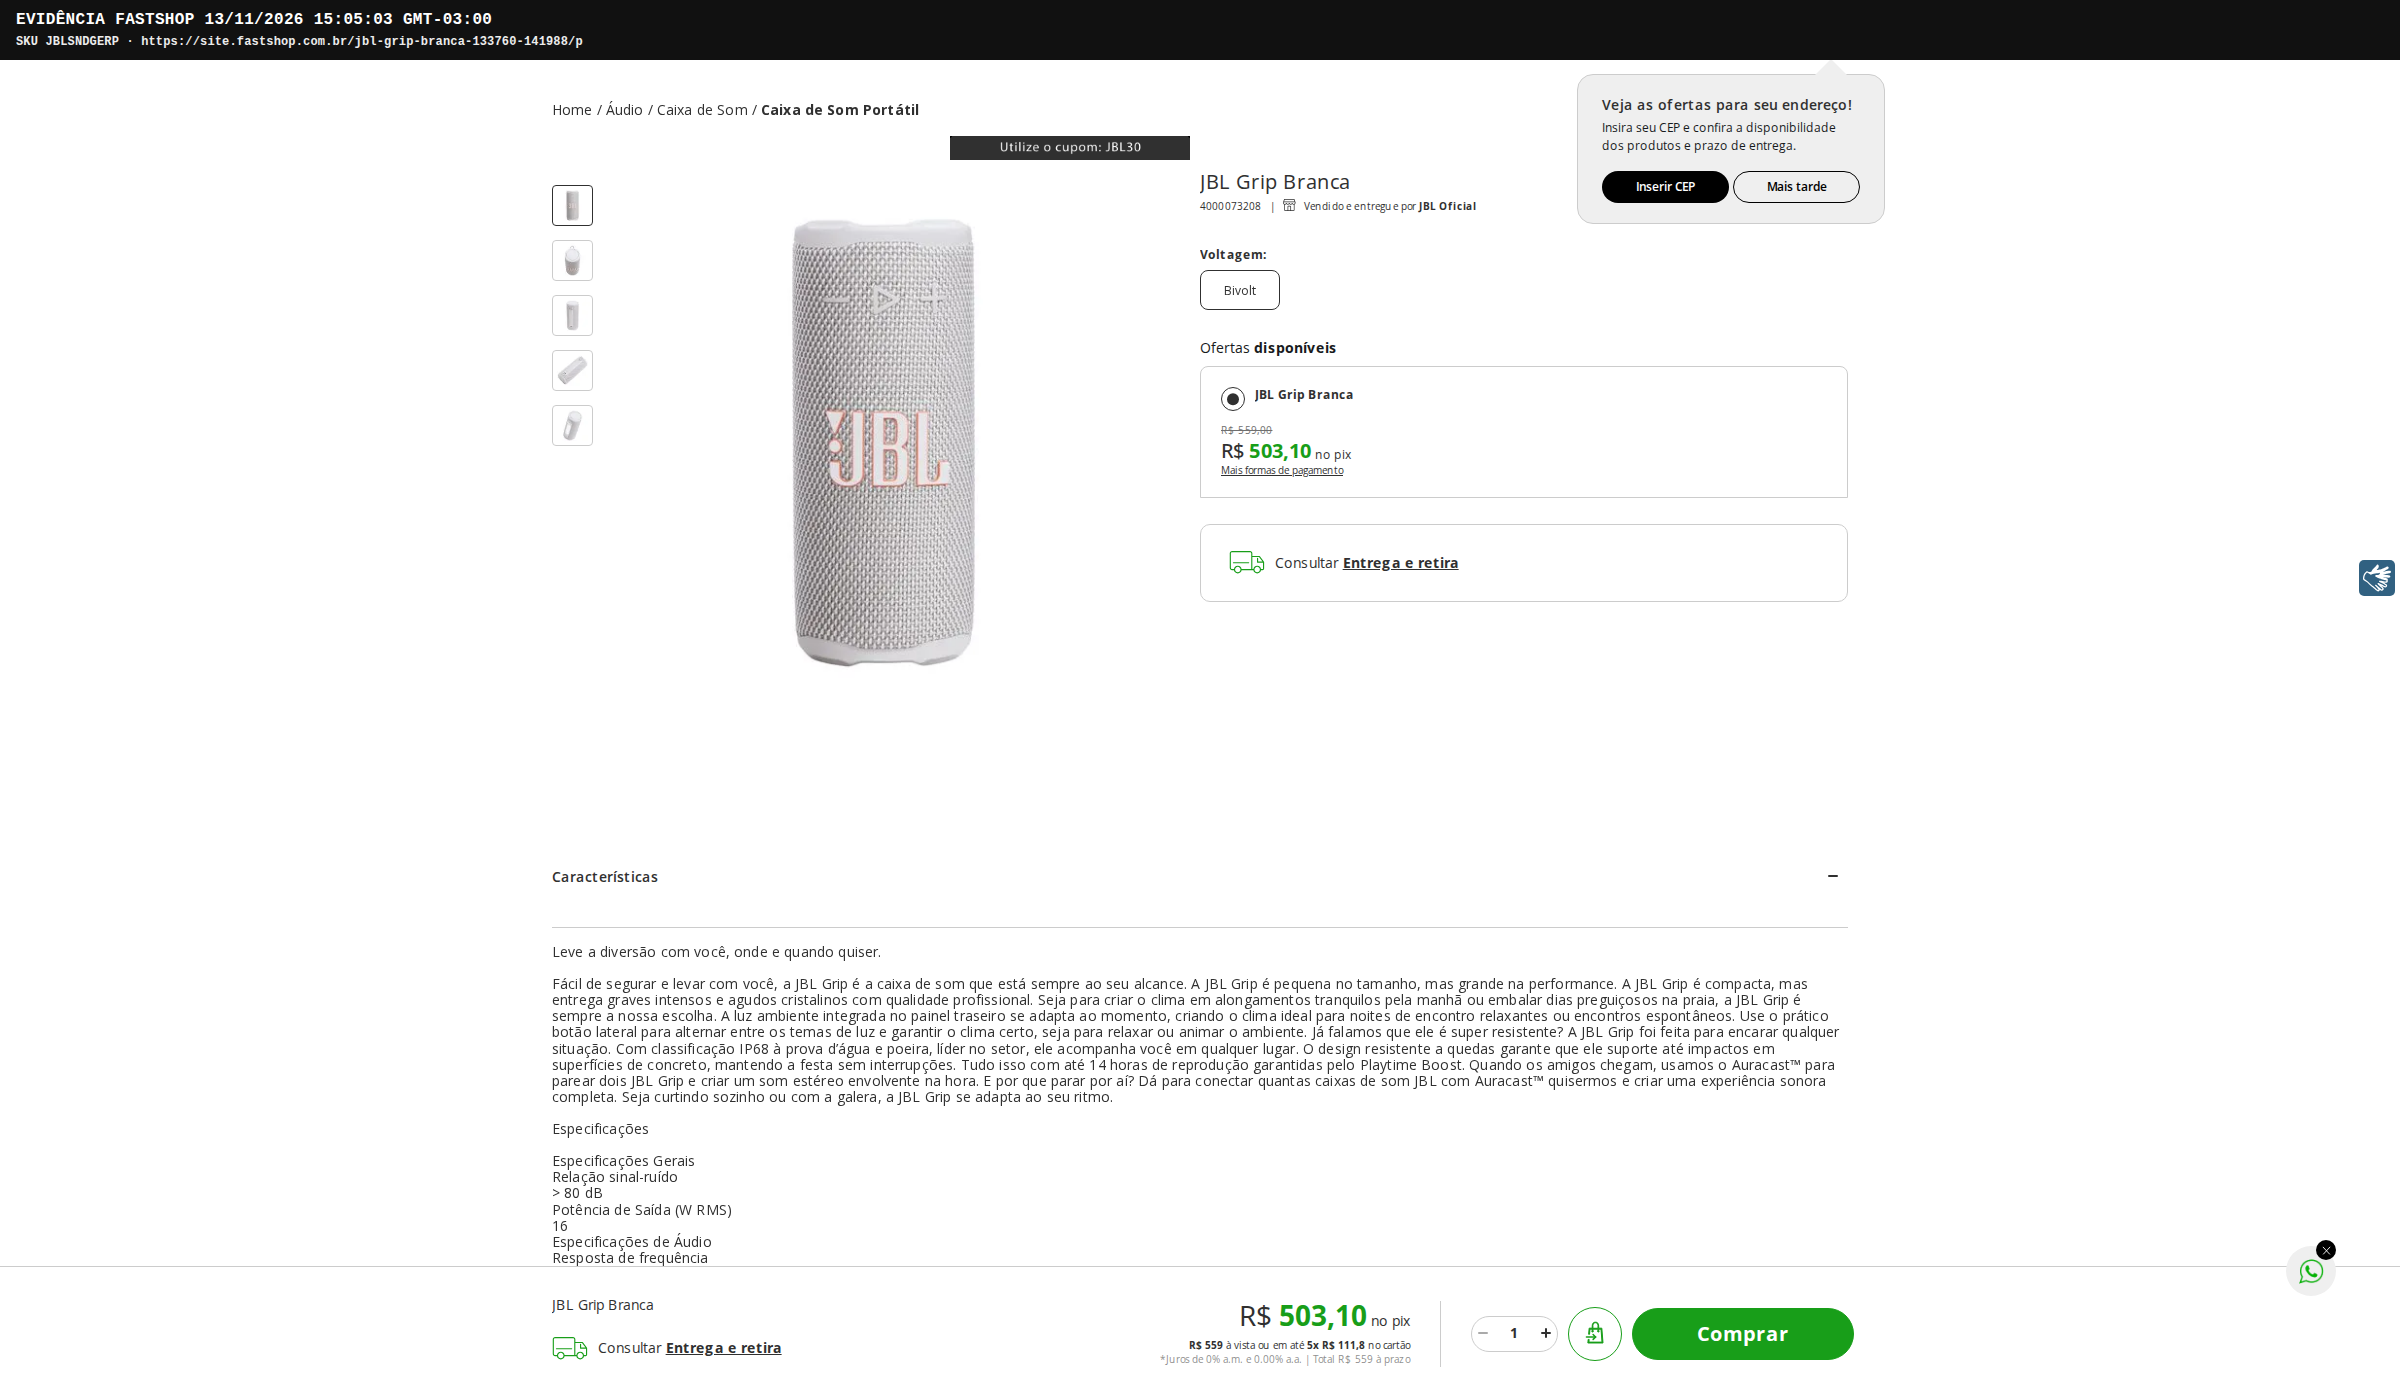 EVIDÊNCIA FASTSHOP 13/11/2026 15:05:03 GMT-03:00
SKU JBLSNDGERP · https://site.fastshop.com.br/jbl-grip-branca-133760-141988/p
Home / Áudio / Caixa de Som / Caixa de Som Portátil
Veja as ofertas para seu endereço!
Insira seu CEP e confira a disponibilidade
dos produtos e prazo de entrega.
Inserir CEP
Mais tarde
Utilize o cupom: JBL30
JBL
JBL Grip Branca
4000073208 | Vendido e entregue por JBL Oficial
Voltagem:
Bivolt
Ofertas disponíveis
JBL Grip Branca
R$ 559,00
R$ 503,10 no pix
Mais formas de pagamento
Consultar Entrega e retira
Características
Leve a diversão com você, onde e quando quiser.
Fácil de segurar e levar com você, a JBL Grip é a caixa de som que está sempre ao seu alcance. A JBL Grip é pequena no tamanho, mas grande na performance. A JBL Grip é compacta, mas
entrega graves intensos e agudos cristalinos com qualidade profissional. Seja para criar o clima em alongamentos tranquilos pela manhã ou embalar dias preguiçosos na praia, a JBL Grip é
sempre a nossa escolha. A luz ambiente integrada no painel traseiro se adapta ao momento, criando o clima ideal para noites de encontro relaxantes ou encontros espontâneos. Use o prático
botão lateral para alternar entre os temas de luz e garantir o clima certo, seja para relaxar ou animar o ambiente. Já falamos que ele é super resistente? A JBL Grip foi feita para encarar qualquer
situação. Com classificação IP68 à prova d’água e poeira, líder no setor, ele acompanha você em qualquer lugar. O design resistente a quedas garante que ele suporte até impactos em
superfícies de concreto, mantendo a festa sem interrupções. Tudo isso com até 14 horas de reprodução garantidas pelo Playtime Boost. Quando os amigos chegam, usamos o Auracast™ para
parear dois JBL Grip e criar um som estéreo envolvente na hora. E por que parar por aí? Dá para conectar quantas caixas de som JBL com Auracast™ quisermos e criar uma experiência sonora
completa. Seja curtindo sozinho ou com a galera, a JBL Grip se adapta ao seu ritmo.
Especificações
Especificações Gerais
Relação sinal-ruído
> 80 dB
Potência de Saída (W RMS)
16
Especificações de Áudio
Resposta de frequência
JBL Grip Branca
Consultar Entrega e retira
R$ 503,10 no pix
R$ 559 à vista ou em até 5x R$ 111,8 no cartão
*Juros de 0% a.m. e 0.00% a.a. | Total R$ 559 à prazo
1
Comprar